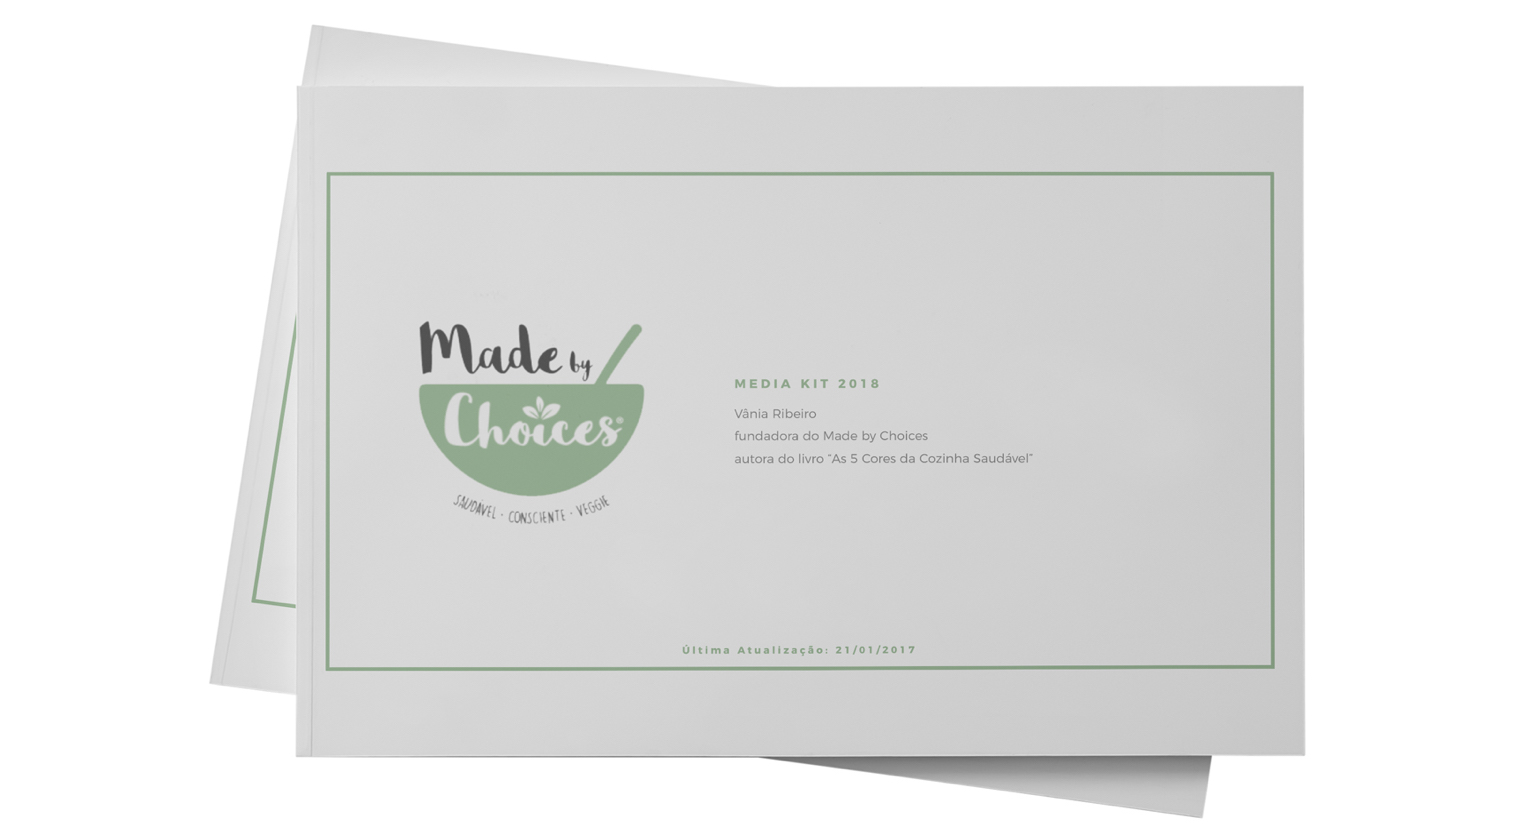 Made by
Choices®
SAUDÁVEL · CONSCIENTE · VEGGIE
MEDIA KIT 2018
Vânia Ribeiro
fundadora do Made by Choices
autora do livro "As 5 Cores da Cozinha Saudável"
Última Atualização: 21/01/2017